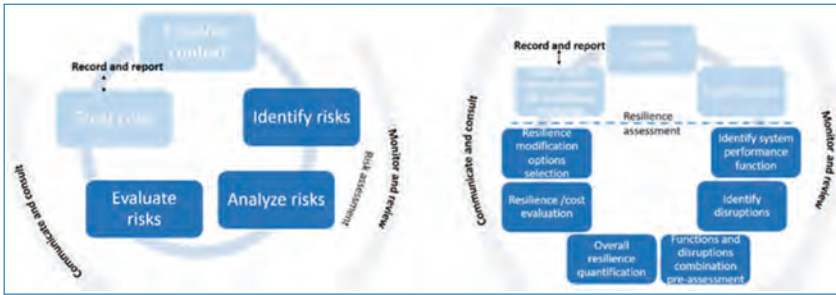 context
Record and report
Identify risks
Analyze risks
Evaluate
risks
Risk assessment
Monitor and review
Communicate and consult
Record and report
Resilience
assessment
Resilience
modification
options
selection
Identify system
performance
function
Resilience /cost
evaluation
Identify
disruptions
Overall
resilience
quantification
Functions and
disruptions
combination
pre-assessment
Communicate and consult
Monitor and review